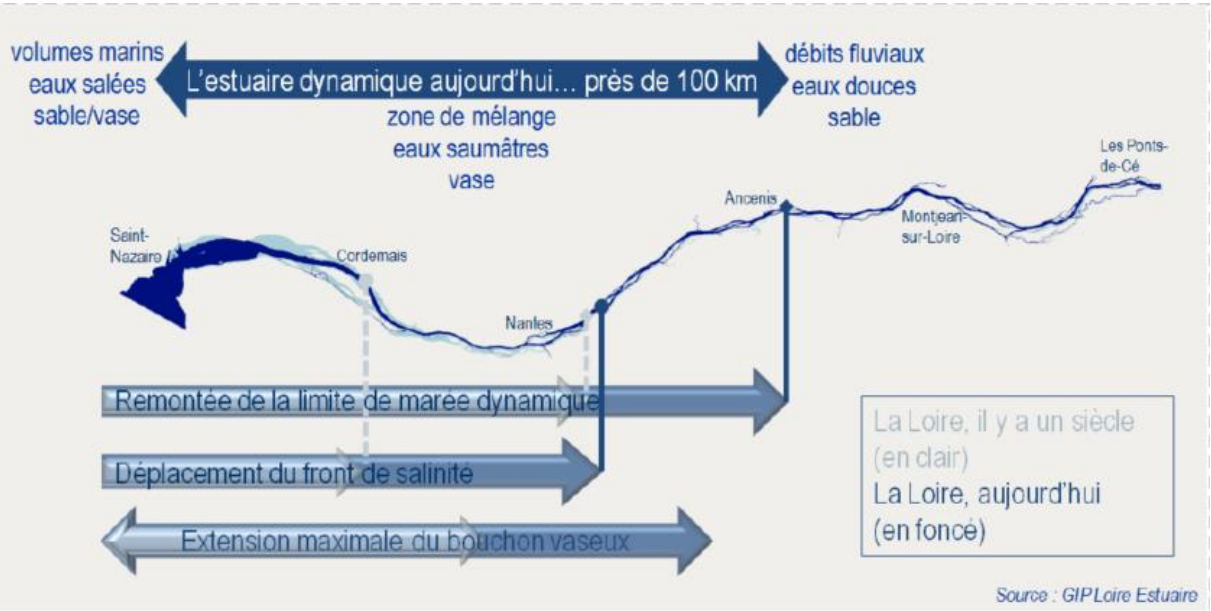 volumes marins
eaux salées
sable/vase
L'estuaire dynamique aujourd'hui... près de 100 km
zone de mélange
eaux saumâtres
vase
débits fluviaux
eaux douces
sable
Saint-
Nazaire
Cordemais
Nantes
Ancenis
Montjean-
sur-Loire
Les Ponts-
de-Cé
Remontée de la limite de marée dynamique
Déplacement du front de salinité
Extension maximale du bouchon vaseux
La Loire, il y a un siècle
(en clair)
La Loire, aujourd'hui
(en foncé)
Source : GIP Loire Estuaire